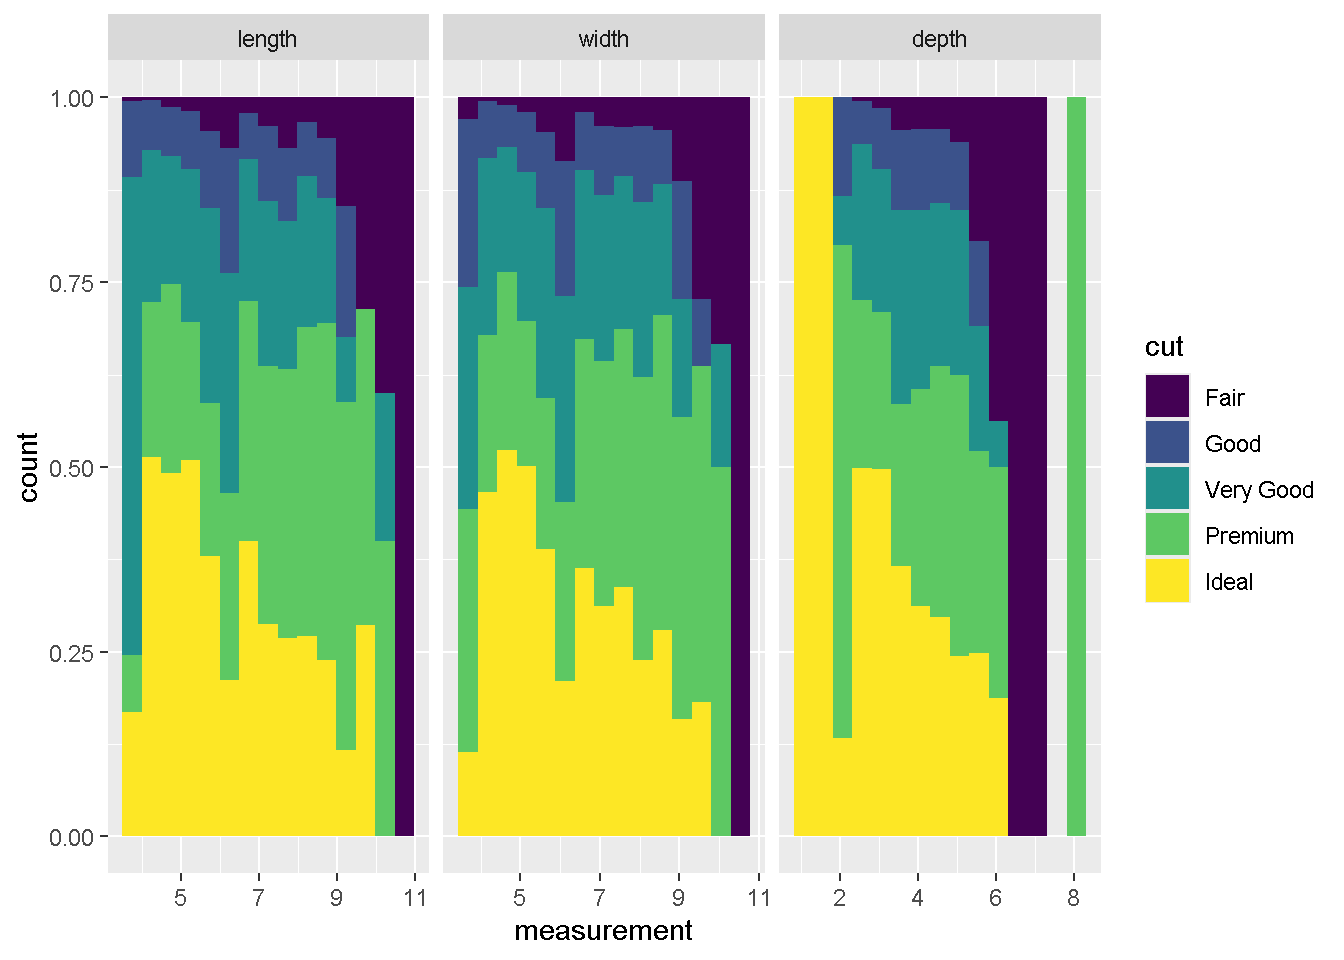 length width depth
1.00
0.75
0.50
0.25
0.00
count
5 7 9 11 5 7 9 11 2 4 6 8
measurement
cut
Fair
Good
Very Good
Premium
Ideal